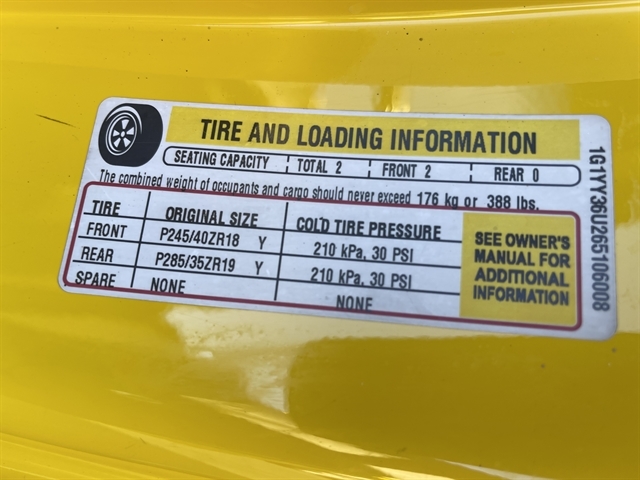 TIRE AND LOADING INFORMATION
SEATING CAPACITY TOTAL 2 FRONT 2 REAR 0
The combined weight of occupants and cargo should never exceed 176 kg or 388 lbs.
TIRE ORIGINAL SIZE COLD TIRE PRESSURE
FRONT P245/40ZR18 Y 210 kPa, 30 PSI
REAR P285/35ZR19 Y 210 kPa, 30 PSI
SPARE NONE NONE
SEE OWNER'S
MANUAL FOR
ADDITIONAL
INFORMATION
1G1YY36U265106008